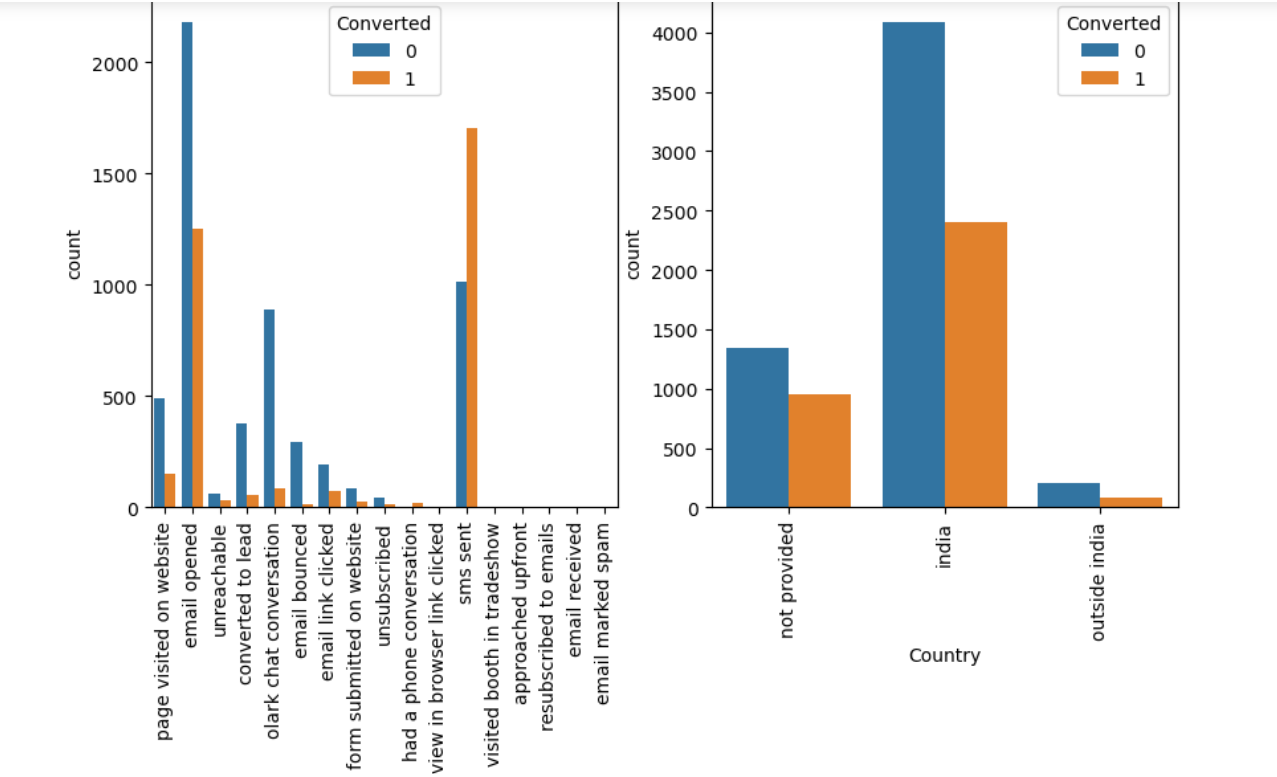 Converted
0
1
2000
1500
1000
500
0
count
page visited on website
email opened
unreachable
converted to lead
olark chat conversation
email bounced
email link clicked
form submitted on website
unsubscribed
had a phone conversation
view in browser link clicked
sms sent
visited booth in tradeshow
approached upfront
resubscribed to emails
email received
email marked spam
Converted
0
1
4000
3500
3000
2500
2000
1500
1000
500
0
count
not provided
india
outside india
Country